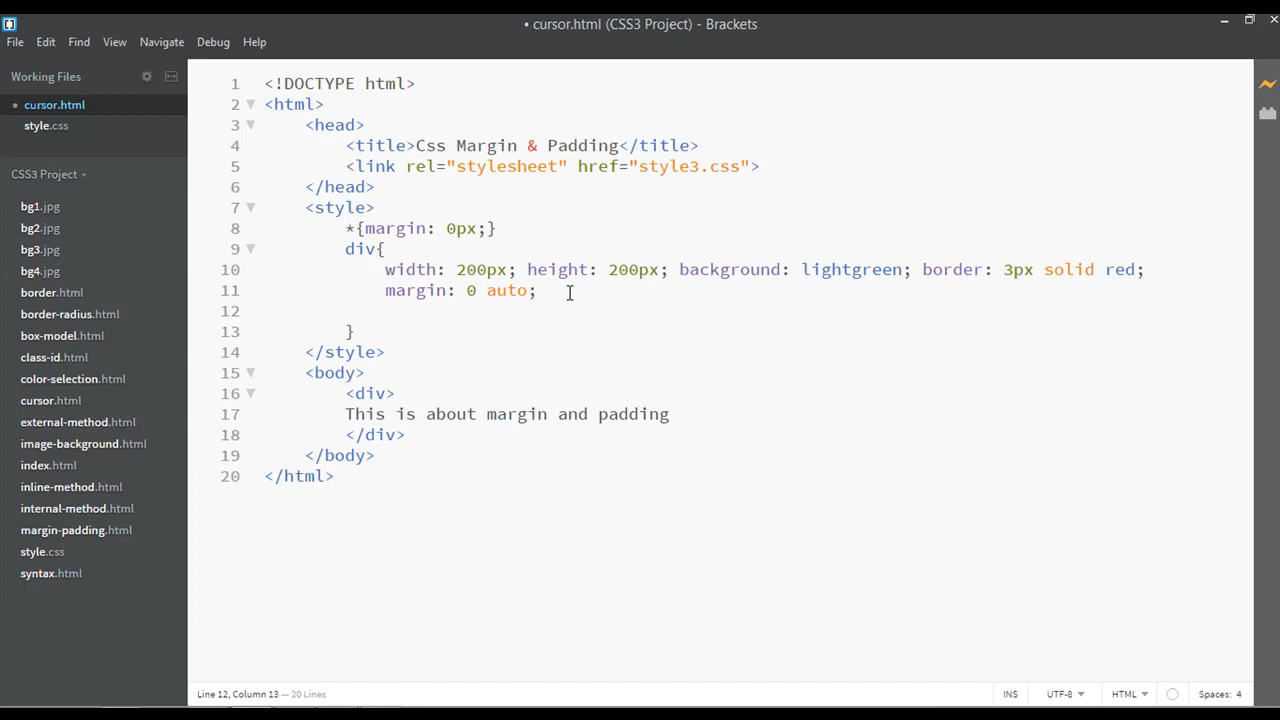 • cursor.html (CSS3 Project) - Brackets
File Edit Find View Navigate Debug Help
Working Files
• cursor.html
style.css
CSS3 Project
bg1.jpg
bg2.jpg
bg3.jpg
bg4.jpg
border.html
border-radius.html
box-model.html
class-id.html
color-selection.html
cursor.html
external-method.html
image-background.html
index.html
inline-method.html
internal-method.html
margin-padding.html
style.css
syntax.html
1 <!DOCTYPE html>
2 <html>
3 <head>
4 <title>Css Margin & Padding</title>
5 <link rel="stylesheet" href="style3.css">
6 </head>
7 <style>
8 *{margin: 0px;}
9 div{
10 width: 200px; height: 200px; background: lightgreen; border: 3px solid red;
11 margin: 0 auto;
12
13 }
14 </style>
15 <body>
16 <div>
17 This is about margin and padding
18 </div>
19 </body>
20 </html>
Line 12, Column 13 — 20 Lines INS UTF-8 HTML Spaces: 4